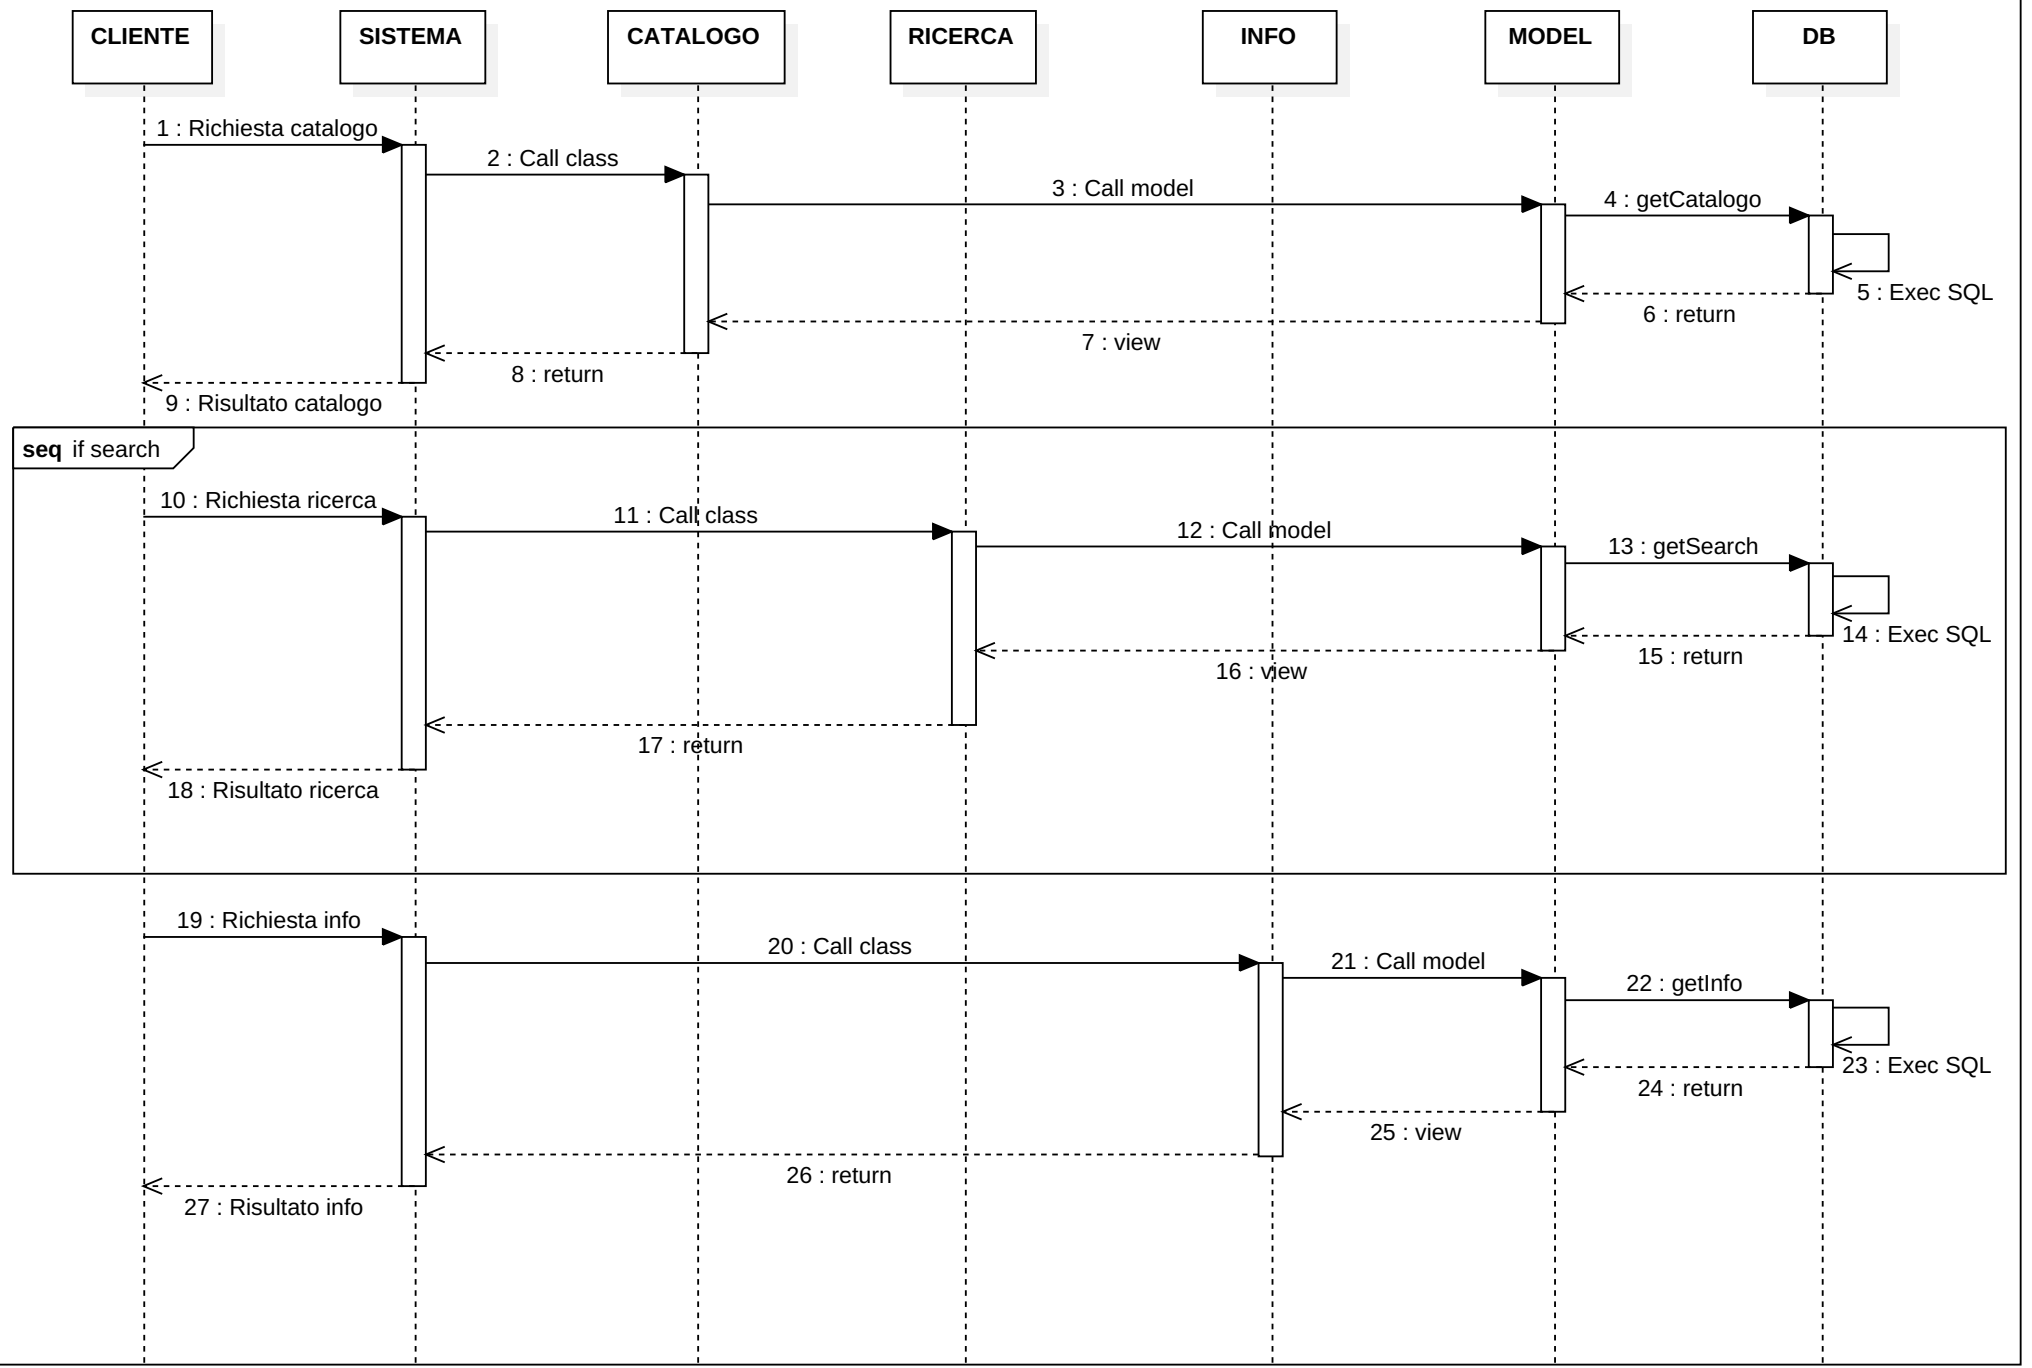 CLIENTE
SISTEMA
CATALOGO
RICERCA
INFO
MODEL
DB
1 : Richiesta catalogo
2 : Call class
3 : Call model
4 : getCatalogo
5 : Exec SQL
6 : return
7 : view
8 : return
9 : Risultato catalogo
seq if search
10 : Richiesta ricerca
11 : Call class
12 : Call model
13 : getSearch
14 : Exec SQL
15 : return
16 : view
17 : return
18 : Risultato ricerca
19 : Richiesta info
20 : Call class
21 : Call model
22 : getInfo
23 : Exec SQL
24 : return
25 : view
26 : return
27 : Risultato info